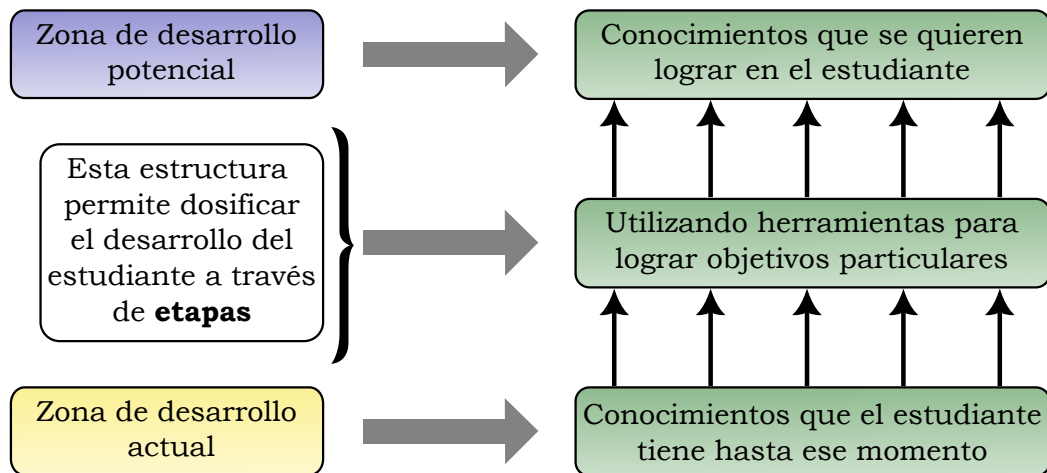 Zona de desarrollo
potencial
Conocimientos que se quieren
lograr en el estudiante
Esta estructura
permite dosificar
el desarrollo del
estudiante a través
de etapas
Utilizando herramientas para
lograr objetivos particulares
Zona de desarrollo
actual
Conocimientos que el estudiante
tiene hasta ese momento